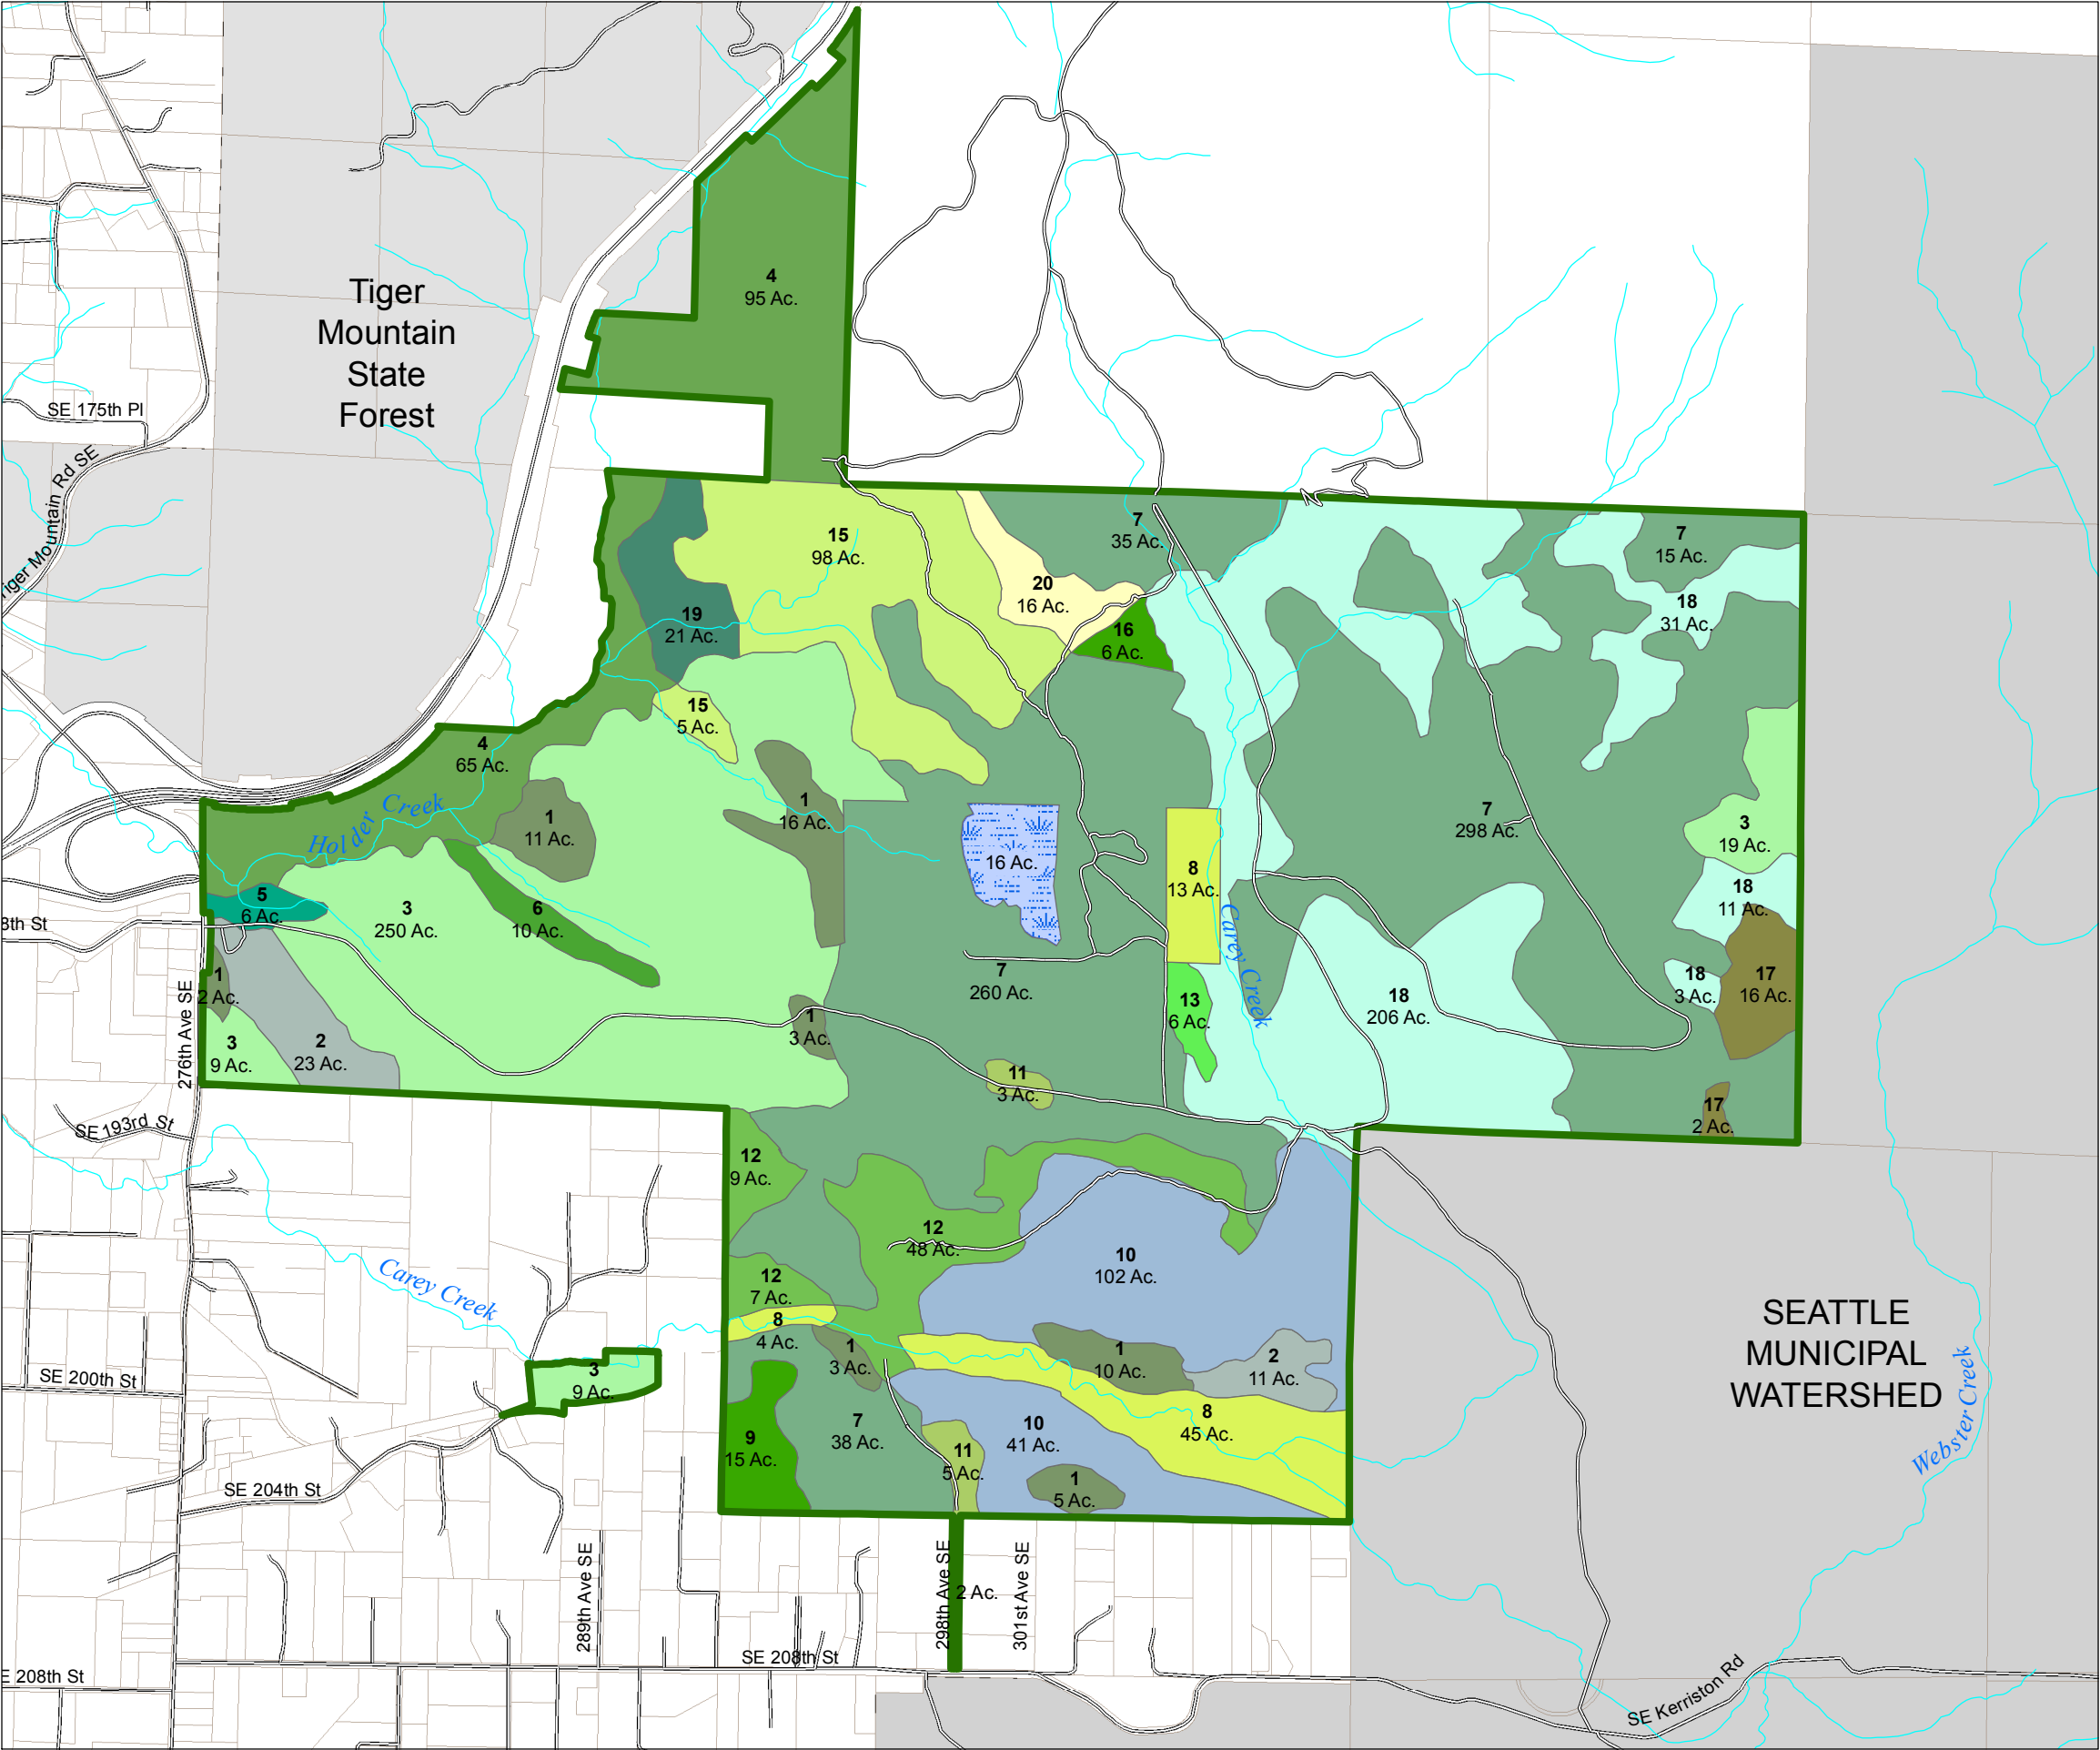 Tiger
Mountain
State
Forest
4
95 Ac.
SE 175th Pl
Tiger Mountain Rd SE
15
98 Ac.
7
35 Ac.
7
15 Ac.
20
16 Ac.
18
31 Ac.
19
21 Ac.
16
6 Ac.
15
5 Ac.
4
65 Ac.
Holder Creek
1
11 Ac.
1
16 Ac.
16 Ac.
8
13 Ac.
7
298 Ac.
3
19 Ac.
18
11 Ac.
5
6 Ac.
3
250 Ac.
6
10 Ac.
8th St
Carey Creek
7
260 Ac.
1
2 Ac.
276th Ave SE
13
6 Ac.
18
206 Ac.
18
3 Ac.
17
16 Ac.
1
3 Ac.
3
9 Ac.
2
23 Ac.
11
3 Ac.
17
2 Ac.
SE 193rd St
12
9 Ac.
12
48 Ac.
10
102 Ac.
Carey Creek
12
7 Ac.
8
4 Ac.
1
3 Ac.
1
10 Ac.
2
11 Ac.
SEATTLE
MUNICIPAL
WATERSHED
Webster Creek
SE 200th St
3
9 Ac.
9
15 Ac.
7
38 Ac.
11
5 Ac.
10
41 Ac.
8
45 Ac.
1
5 Ac.
SE 204th St
289th Ave SE
298th Ave SE
2 Ac.
301st Ave SE
SE 208th St
E 208th St
SE Kerriston Rd